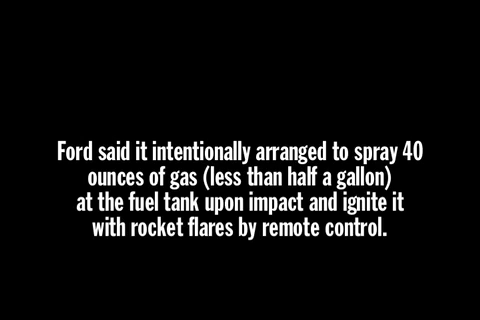 Ford said it intentionally arranged to spray 40
ounces of gas (less than half a gallon)
at the fuel tank upon impact and ignite it
with rocket flares by remote control.